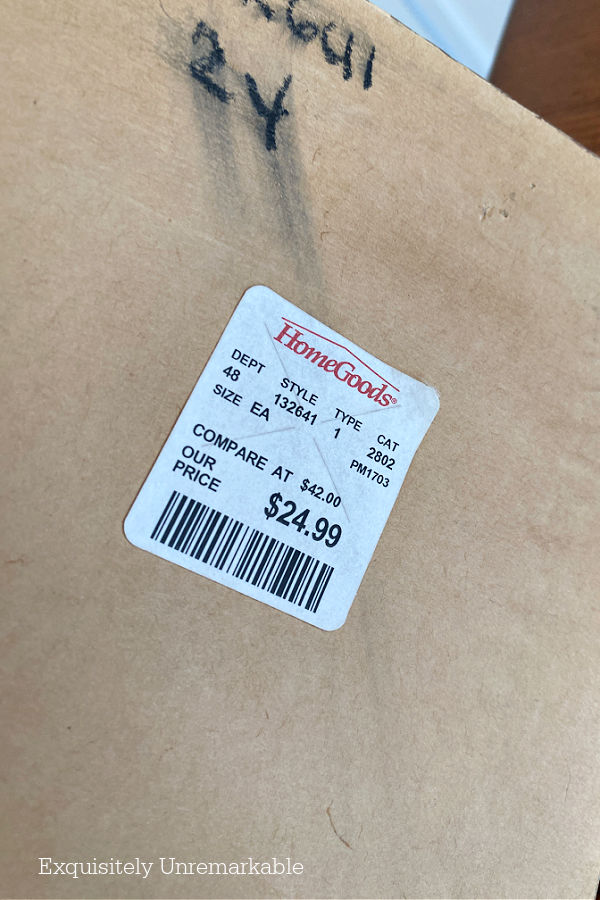 2641
24
HomeGoods®
DEPT STYLE TYPE CAT
48 132641 1 2802
SIZE EA PM1703
COMPARE AT $42.00
OUR
PRICE $24.99
Exquisitely Unremarkable